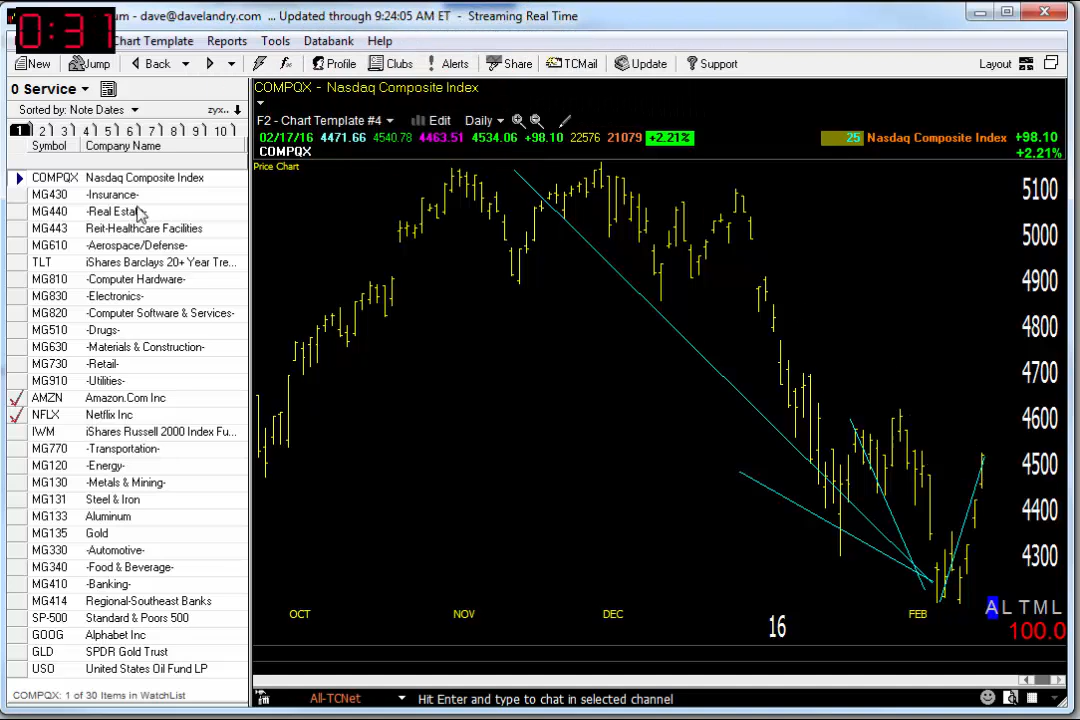 0:31
um - dave@davelandry.com ... Updated through 9:24:05 AM ET - Streaming Real Time
Chart Template Reports Tools Databank Help
New Jump Back Profile Clubs Alerts Share TCMail Update Support Layout
0 Service
Sorted by: Note Dates zyx..
1 2 3 4 5 6 7 8 9 10
Symbol Company Name
COMPQX Nasdaq Composite Index
MG430 -Insurance-
MG440 -Real Estat
MG443 Reit-Healthcare Facilities
MG610 -Aerospace/Defense-
TLT iShares Barclays 20+ Year Tre...
MG810 -Computer Hardware-
MG830 -Electronics-
MG820 -Computer Software & Services-
MG510 -Drugs-
MG630 -Materials & Construction-
MG730 -Retail-
MG910 -Utilities-
AMZN Amazon.Com Inc
NFLX Netflix Inc
IWM iShares Russell 2000 Index Fu...
MG770 -Transportation-
MG120 -Energy-
MG130 -Metals & Mining-
MG131 Steel & Iron
MG133 Aluminum
MG135 Gold
MG330 -Automotive-
MG340 -Food & Beverage-
MG410 -Banking-
MG414 Regional-Southeast Banks
SP-500 Standard & Poors 500
GOOG Alphabet Inc
GLD SPDR Gold Trust
USO United States Oil Fund LP
COMPQX: 1 of 30 Items in WatchList
COMPQX - Nasdaq Composite Index
F2 - Chart Template #4 Edit Daily
02/17/16 4471.66 4540.78 4463.51 4534.06 +98.10 22576 21079 +2.21% 25 Nasdaq Composite Index +98.10
+2.21%
COMPQX
Price Chart
5100
5000
4900
4800
4700
4600
4500
4400
4300
OCT NOV DEC 16 FEB
A L T M L
100.0
All-TCNet Hit Enter and type to chat in selected channel